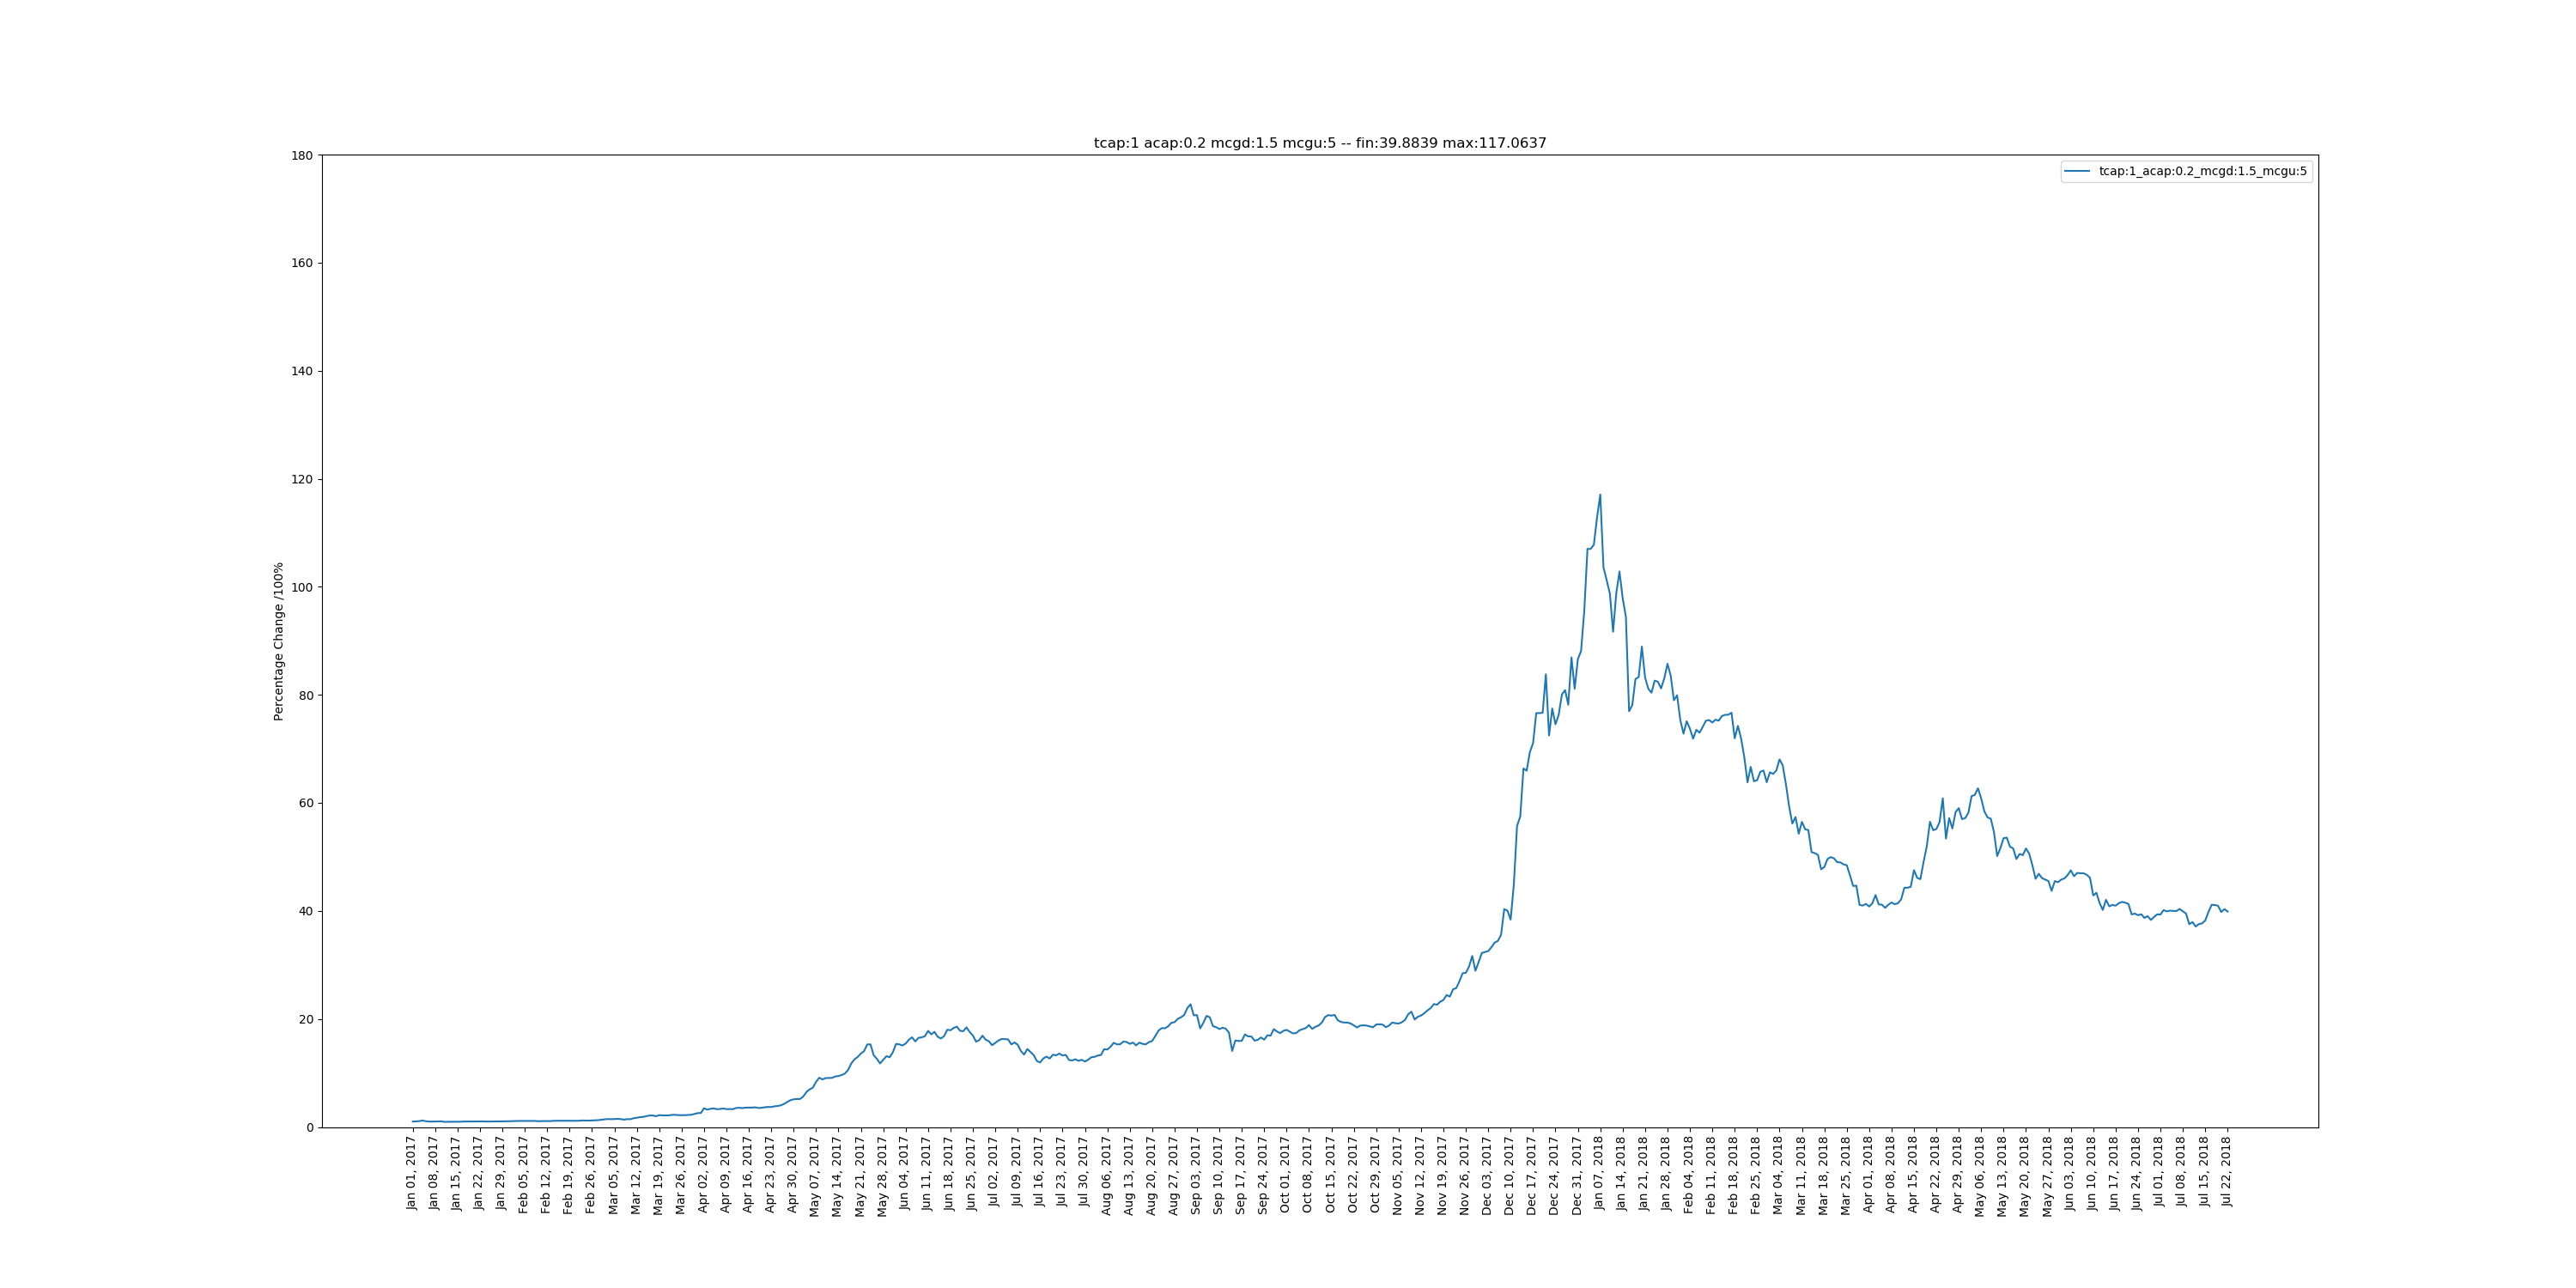 tcap:1 acap:0.2 mcgd:1.5 mcgu:5 -- fin:39.8839 max:117.0637
tcap:1_acap:0.2_mcgd:1.5_mcgu:5
180
160
140
120
100
80
60
40
20
0
Percentage Change /100%
Jan 01, 2017
Jan 08, 2017
Jan 15, 2017
Jan 22, 2017
Jan 29, 2017
Feb 05, 2017
Feb 12, 2017
Feb 19, 2017
Feb 26, 2017
Mar 05, 2017
Mar 12, 2017
Mar 19, 2017
Mar 26, 2017
Apr 02, 2017
Apr 09, 2017
Apr 16, 2017
Apr 23, 2017
Apr 30, 2017
May 07, 2017
May 14, 2017
May 21, 2017
May 28, 2017
Jun 04, 2017
Jun 11, 2017
Jun 18, 2017
Jun 25, 2017
Jul 02, 2017
Jul 09, 2017
Jul 16, 2017
Jul 23, 2017
Jul 30, 2017
Aug 06, 2017
Aug 13, 2017
Aug 20, 2017
Aug 27, 2017
Sep 03, 2017
Sep 10, 2017
Sep 17, 2017
Sep 24, 2017
Oct 01, 2017
Oct 08, 2017
Oct 15, 2017
Oct 22, 2017
Oct 29, 2017
Nov 05, 2017
Nov 12, 2017
Nov 19, 2017
Nov 26, 2017
Dec 03, 2017
Dec 10, 2017
Dec 17, 2017
Dec 24, 2017
Dec 31, 2017
Jan 07, 2018
Jan 14, 2018
Jan 21, 2018
Jan 28, 2018
Feb 04, 2018
Feb 11, 2018
Feb 18, 2018
Feb 25, 2018
Mar 04, 2018
Mar 11, 2018
Mar 18, 2018
Mar 25, 2018
Apr 01, 2018
Apr 08, 2018
Apr 15, 2018
Apr 22, 2018
Apr 29, 2018
May 06, 2018
May 13, 2018
May 20, 2018
May 27, 2018
Jun 03, 2018
Jun 10, 2018
Jun 17, 2018
Jun 24, 2018
Jul 01, 2018
Jul 08, 2018
Jul 15, 2018
Jul 22, 2018